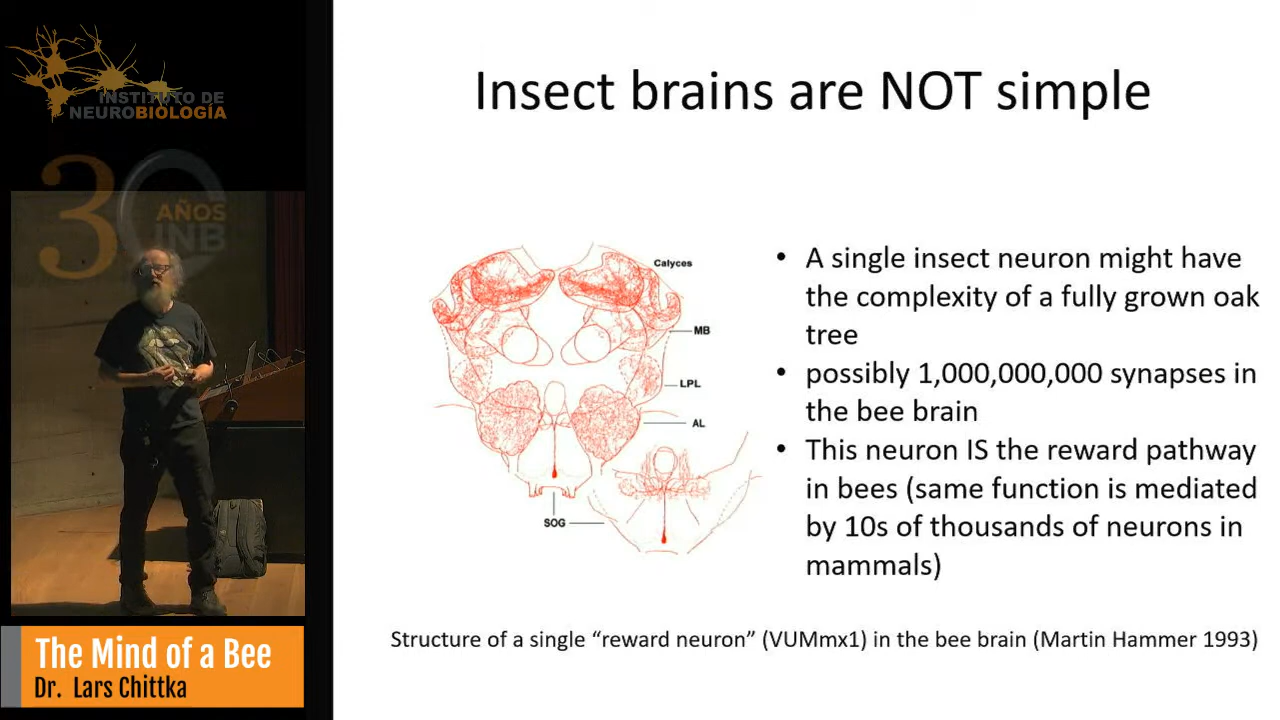 INSTITUTO DE
NEUROBIOLOGÍA
30
AÑOS
INB
The Mind of a Bee
Dr. Lars Chittka
Insect brains are NOT simple
Calyces
MB
LPL
AL
SOG
• A single insect neuron might have
the complexity of a fully grown oak
tree
• possibly 1,000,000,000 synapses in
the bee brain
• This neuron IS the reward pathway
in bees (same function is mediated
by 10s of thousands of neurons in
mammals)
Structure of a single “reward neuron” (VUMmx1) in the bee brain (Martin Hammer 1993)